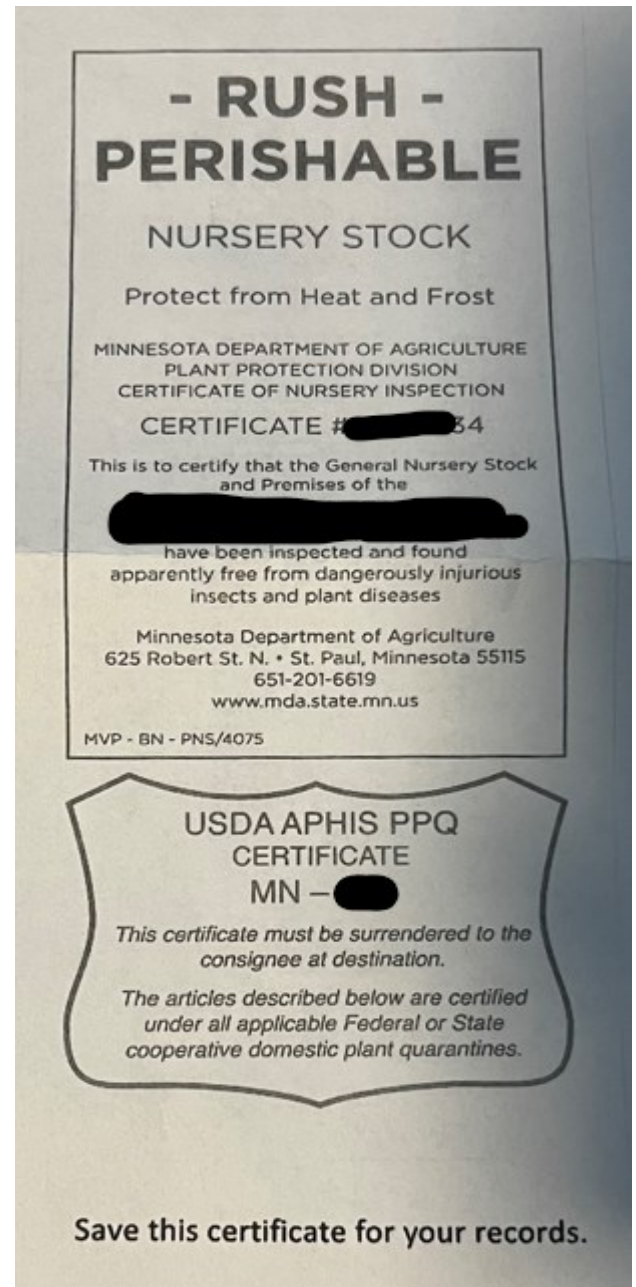 - RUSH -
PERISHABLE
NURSERY STOCK
Protect from Heat and Frost
MINNESOTA DEPARTMENT OF AGRICULTURE
PLANT PROTECTION DIVISION
CERTIFICATE OF NURSERY INSPECTION
CERTIFICATE # 34
This is to certify that the General Nursery Stock
and Premises of the
have been inspected and found
apparently free from dangerously injurious
insects and plant diseases
Minnesota Department of Agriculture
625 Robert St. N. • St. Paul, Minnesota 55115
651-201-6619
www.mda.state.mn.us
MVP - BN - PNS/4075
USDA APHIS PPQ
CERTIFICATE
MN –
This certificate must be surrendered to the
consignee at destination.
The articles described below are certified
under all applicable Federal or State
cooperative domestic plant quarantines.
Save this certificate for your records.